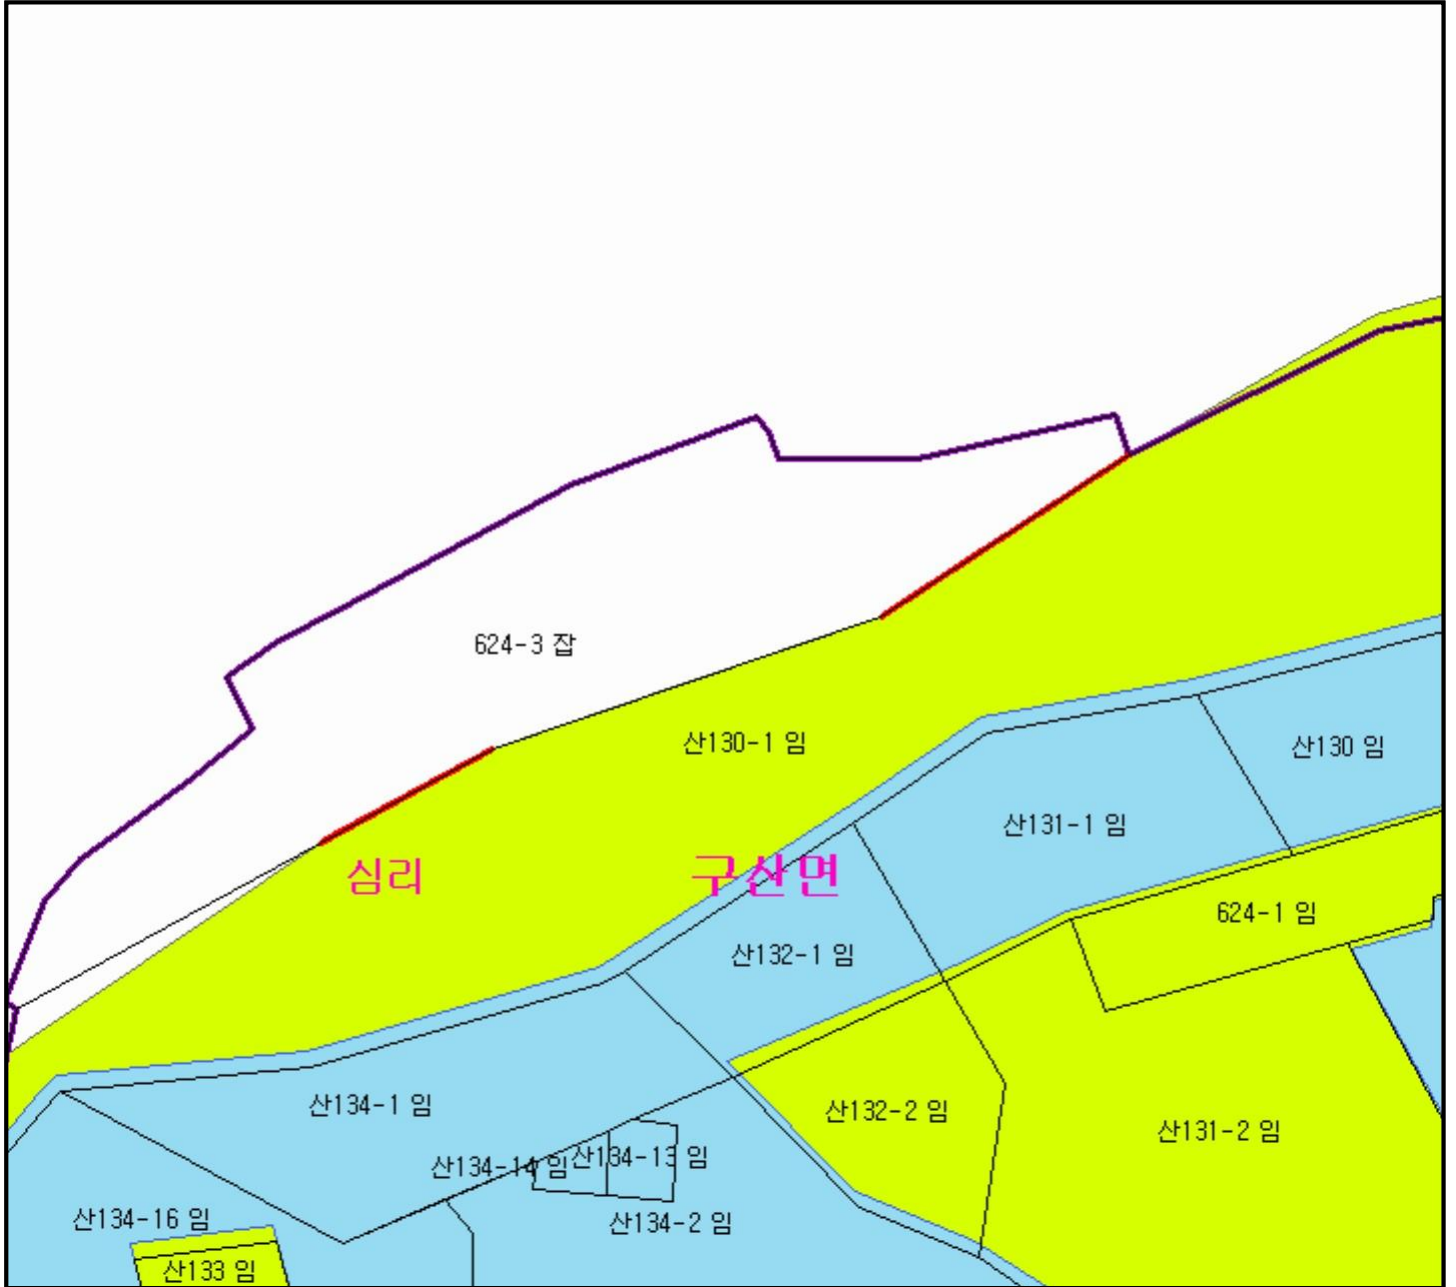 624-3 잡
산130-1 임
산130 임
산131-1 임
심리
구산면
624-1 임
산132-1 임
산134-1 임
산132-2 임
산131-2 임
산134-14 임
산134-13 임
산134-16 임
산134-2 임
산133 임